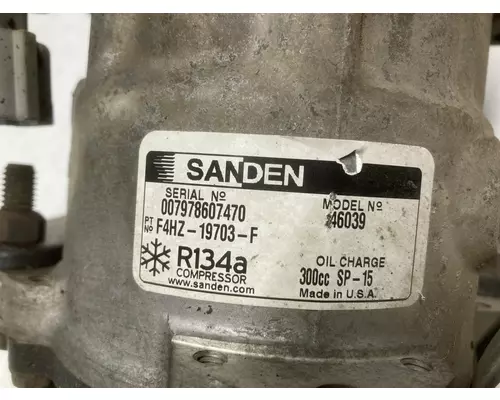 SANDEN
SERIAL Nº MODEL Nº
007978607470 46039
PT Nº F4HZ-19703-F
R134a OIL CHARGE
COMPRESSOR 300cc SP-15
www.sanden.com Made in U.S.A.